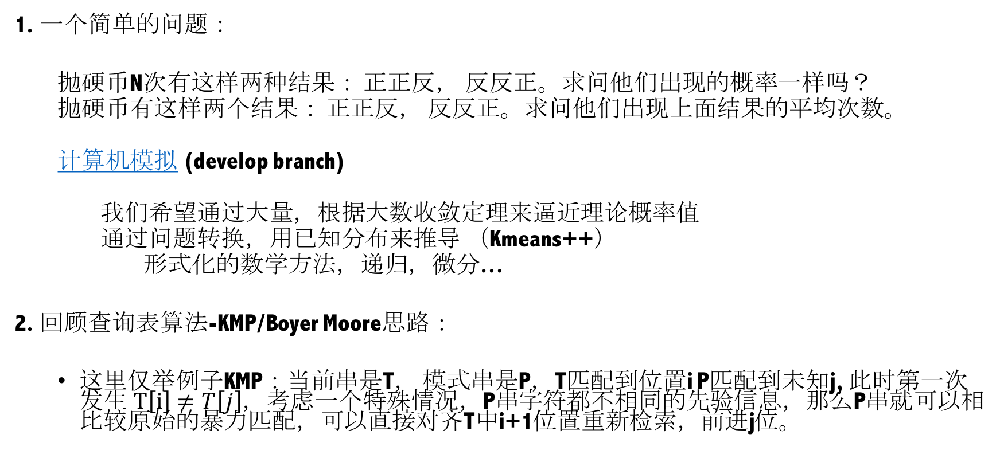 1. 一个简单的问题：
抛硬币N次有这样两种结果：正正反， 反反正。求问他们出现的概率一样吗？
抛硬币有这样两个结果：正正反， 反反正。求问他们出现上面结果的平均次数。
计算机模拟 (develop branch)
我们希望通过大量，根据大数收敛定理来逼近理论概率值
通过问题转换，用已知分布来推导 （Kmeans++）
形式化的数学方法，递归，微分...
2. 回顾查询表算法-KMP/Boyer Moore思路：
• 这里仅举例子KMP：当前串是T， 模式串是P，T匹配到位置i P匹配到未知j, 此时第一次
发生 T[i] ≠ T[j]， 考虑一个特殊情况，P串字符都不相同的先验信息，那么P串就可以相
比较原始的暴力匹配，可以直接对齐T中i+1位置重新检索，前进j位。